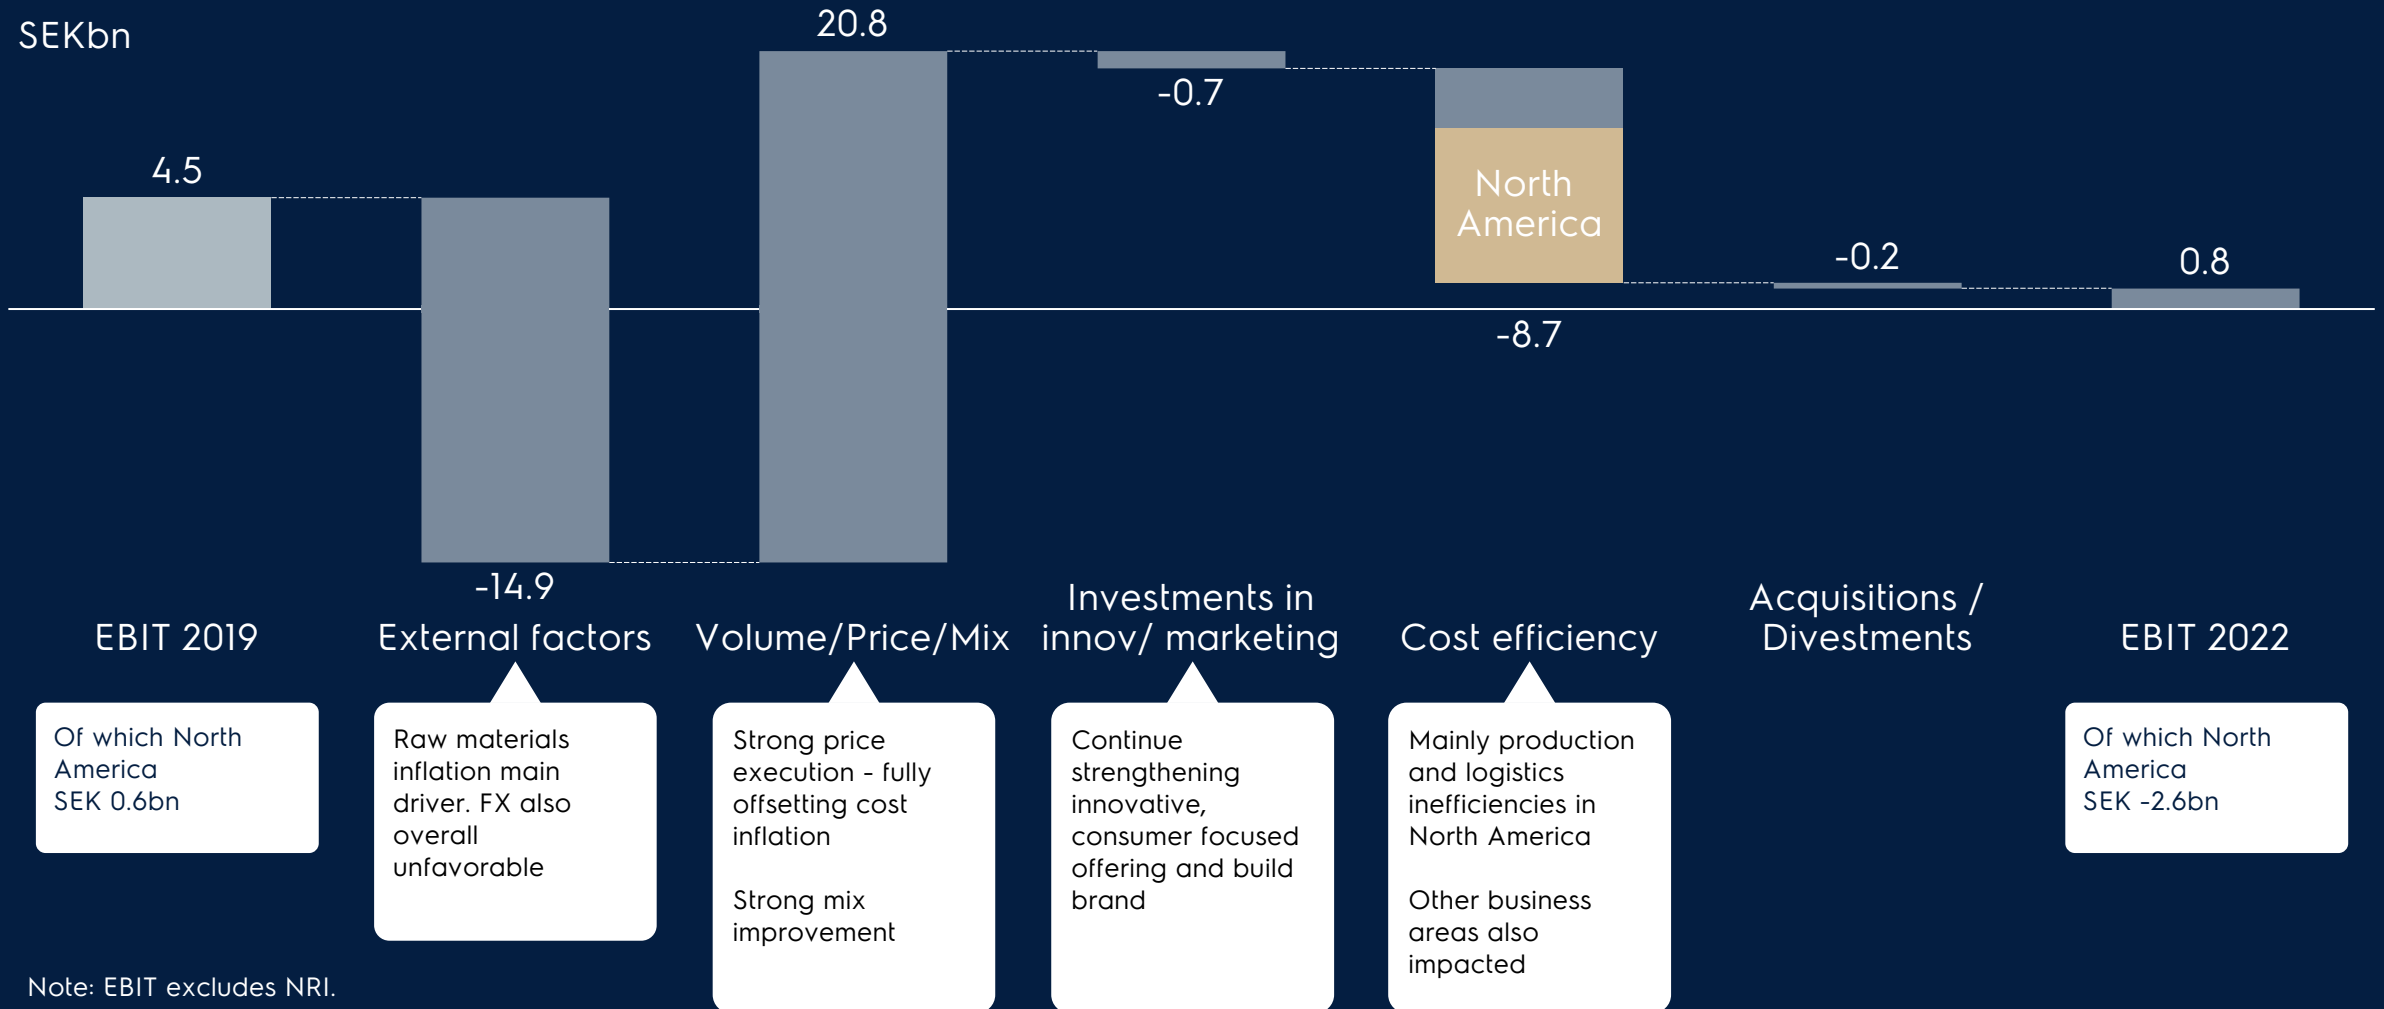 SEKbn
4.5
-14.9
20.8
-0.7
North
America
-8.7
-0.2
0.8
EBIT 2019
External factors
Volume/Price/Mix
Investments in
innov/ marketing
Cost efficiency
Acquisitions /
Divestments
EBIT 2022
Of which North
America
SEK 0.6bn
Raw materials
inflation main
driver. FX also
overall
unfavorable
Strong price
execution - fully
offsetting cost
inflation
Strong mix
improvement
Continue
strengthening
innovative,
consumer focused
offering and build
brand
Mainly production
and logistics
inefficiencies in
North America
Other business
areas also
impacted
Of which North
America
SEK -2.6bn
Note: EBIT excludes NRI.